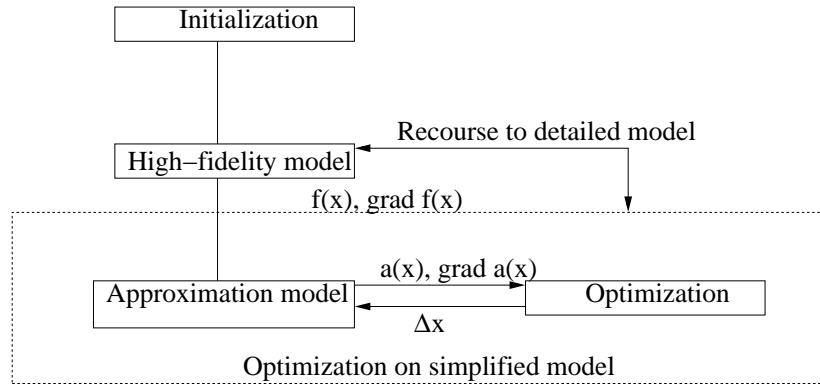 Initialization
Recourse to detailed model
High−fidelity model
f(x), grad f(x)
a(x), grad a(x)
Approximation model
Optimization
Δx
Optimization on simplified model